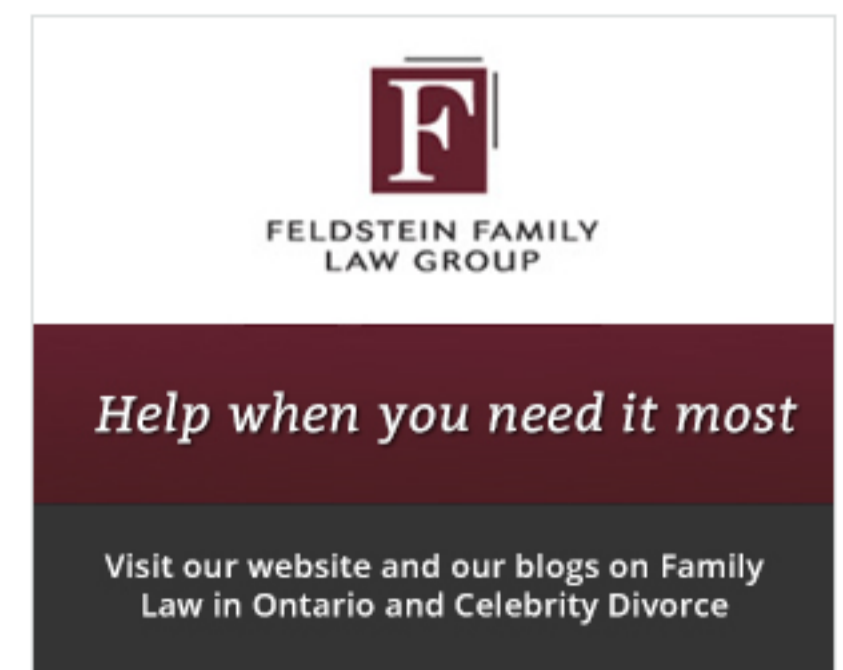 F
FELDSTEIN FAMILY
LAW GROUP
Help when you need it most
Visit our website and our blogs on Family
Law in Ontario and Celebrity Divorce